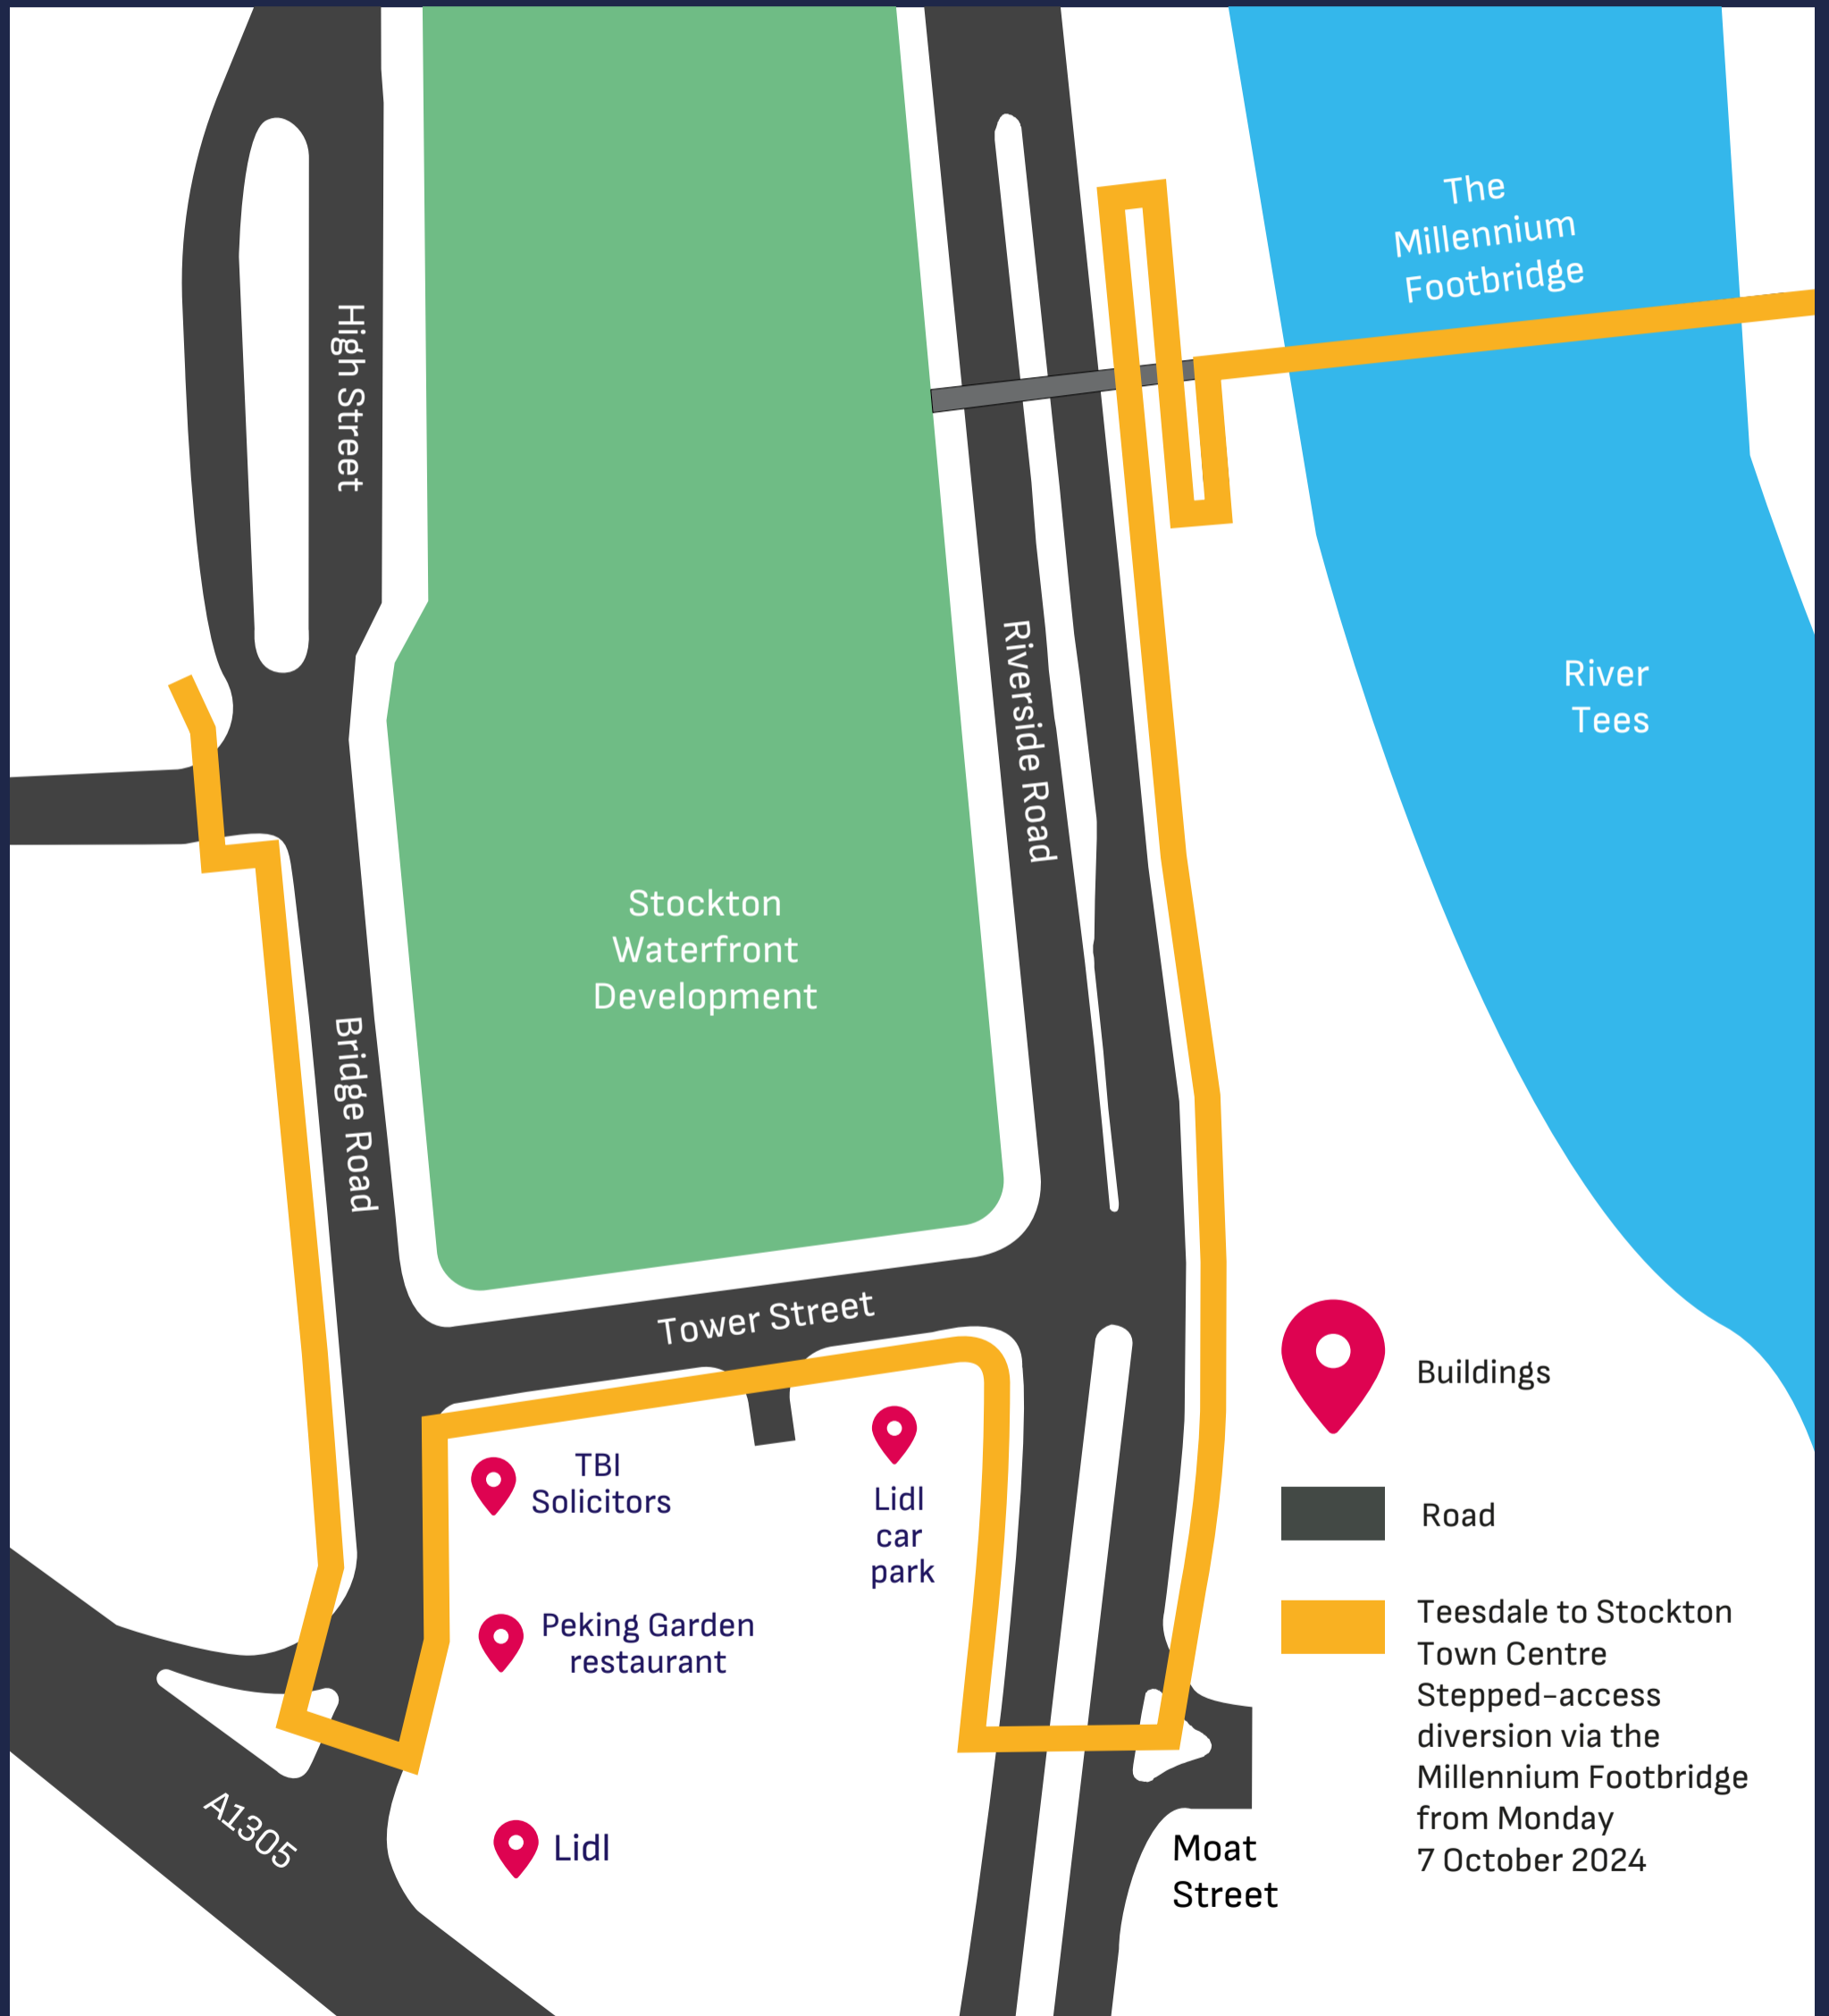 The
Millennium
Footbridge
High Street
River
Tees
Riverside Road
Stockton
Waterfront
Development
Bridge Road
Tower Street
TBI
Solicitors
Lidl
car
park
Peking Garden
restaurant
Lidl
A1305
Moat
Street
Buildings
Road
Teesdale to Stockton
Town Centre
Stepped-access
diversion via the
Millennium Footbridge
from Monday
7 October 2024